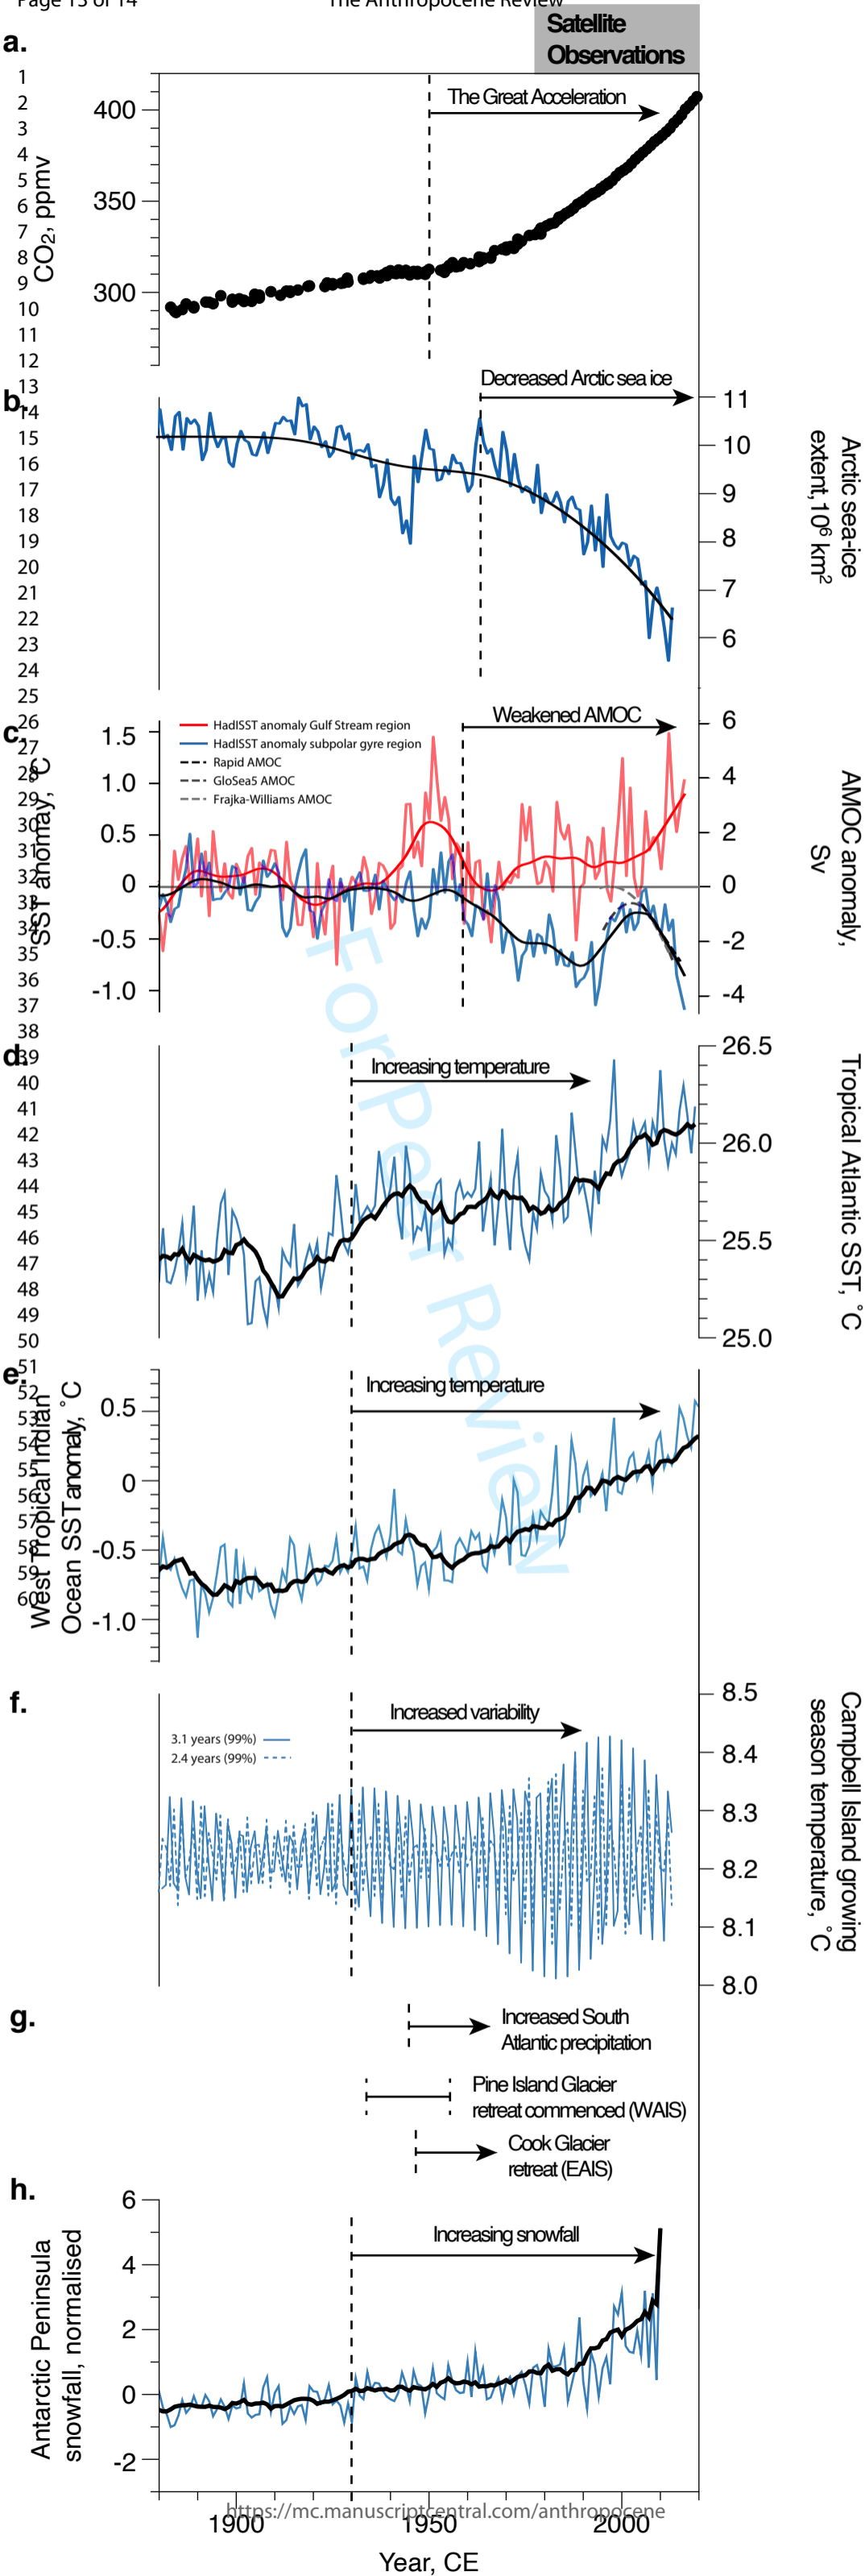 Page 13 of 14
The Anthropocene Review
Satellite
Observations
a.
1
2
3
4
5
6
7
8
9
10
11
12
13
14
15
16
17
18
19
20
21
22
23
24
25
26
27
28
29
30
31
32
33
34
35
36
37
38
39
40
41
42
43
44
45
46
47
48
49
50
51
52
53
54
55
56
57
58
59
60
The Great Acceleration
400
350
300
CO2, ppmv
b.
Decreased Arctic sea ice
11
10
9
8
7
6
Arctic sea-ice
extent, 10⁶ km²
c.
Weakened AMOC
HadISST anomaly Gulf Stream region
HadISST anomaly subpolar gyre region
Rapid AMOC
GloSea5 AMOC
Frajka-Williams AMOC
1.5
1.0
0.5
0
-0.5
-1.0
SST anomaly, ˚C
6
4
2
0
-2
-4
AMOC anomaly,
Sv
For Peer Review
d.
Increasing temperature
26.5
26.0
25.5
25.0
Tropical Atlantic SST, ˚C
e.
Increasing temperature
0.5
0
-0.5
-1.0
West Tropical Indian
Ocean SST anomaly, ˚C
f.
Increased variability
3.1 years (99%)
2.4 years (99%)
8.5
8.4
8.3
8.2
8.1
8.0
Campbell Island growing
season temperature, ˚C
g.
Increased South
Atlantic precipitation
Pine Island Glacier
retreat commenced (WAIS)
Cook Glacier
retreat (EAIS)
h.
Increasing snowfall
6
4
2
0
-2
Antarctic Peninsula
snowfall, normalised
https://mc.manuscriptcentral.com/anthropocene
1900
1950
2000
Year, CE